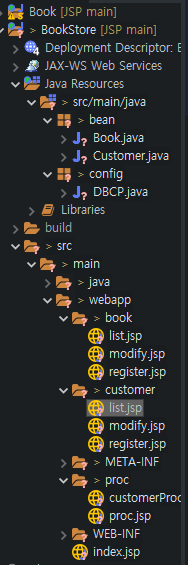 Book [JSP main]
> BookStore [JSP main]
Deployment Descriptor: B
JAX-WS Web Services
Java Resources
> src/main/java
> bean
> Book.java
> Customer.java
> config
> DBCP.java
Libraries
build
> src
> main
> java
> webapp
> book
list.jsp
modify.jsp
register.jsp
> customer
list.jsp
modify.jsp
register.jsp
> META-INF
> proc
customerProc
proc.jsp
> WEB-INF
index.jsp